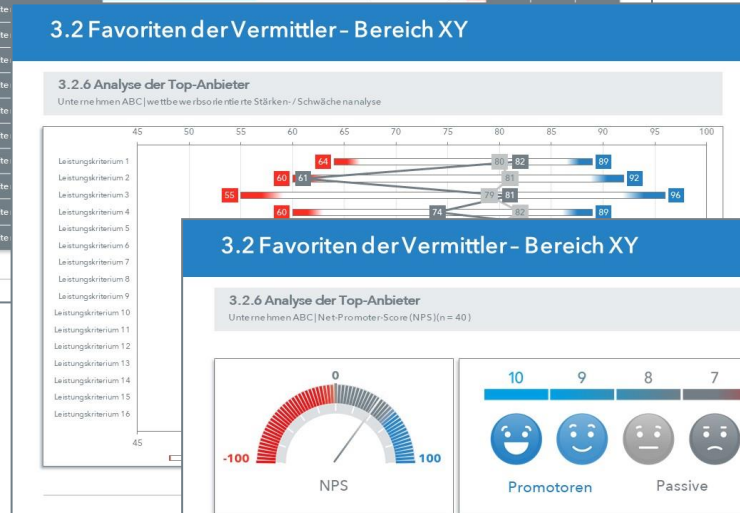 3.2 Favoriten der Vermittler – Bereich XY
3.2.6 Analyse der Top-Anbieter
Unternehmen ABC | wettbewerbsorientierte Stärken- / Schwächenanalyse
45 50 55 60 65 70 75 80 85 90 95 100
Leistungskriterium 1 64 80 82 89
Leistungskriterium 2 60 61 81 92
Leistungskriterium 3 55 79 81 96
Leistungskriterium 4 60 74 82 89
Leistungskriterium 5
Leistungskriterium 6
Leistungskriterium 7
Leistungskriterium 8
Leistungskriterium 9
Leistungskriterium 10
Leistungskriterium 11
Leistungskriterium 12
Leistungskriterium 13
Leistungskriterium 14
Leistungskriterium 15
Leistungskriterium 16
45
3.2 Favoriten der Vermittler – Bereich XY
3.2.6 Analyse der Top-Anbieter
Unternehmen ABC | Net-Promoter-Score (NPS) (n = 40)
0
-100 100
NPS
10 9 8 7
Promotoren Passive